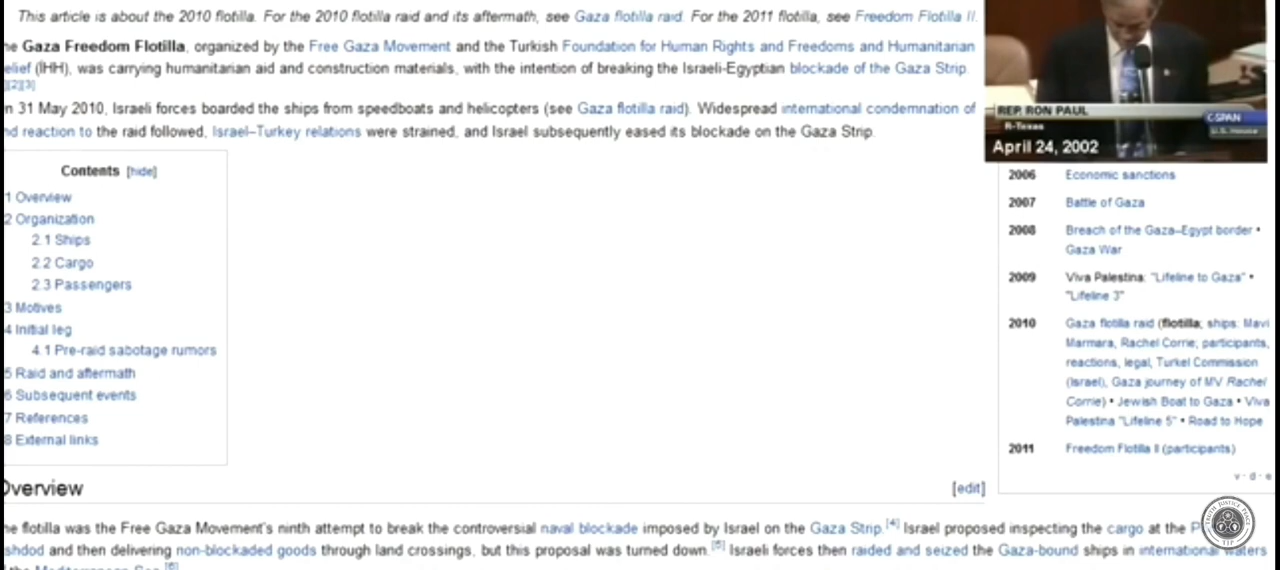 This article is about the 2010 flotilla. For the 2010 flotilla raid and its aftermath, see Gaza flotilla raid. For the 2011 flotilla, see Freedom Flotilla II.
he Gaza Freedom Flotilla, organized by the Free Gaza Movement and the Turkish Foundation for Human Rights and Freedoms and Humanitarian
elief (İHH), was carrying humanitarian aid and construction materials, with the intention of breaking the Israeli-Egyptian blockade of the Gaza Strip.
][2][3]
n 31 May 2010, Israeli forces boarded the ships from speedboats and helicopters (see Gaza flotilla raid). Widespread international condemnation of
nd reaction to the raid followed, Israel–Turkey relations were strained, and Israel subsequently eased its blockade on the Gaza Strip.
Contents [hide]
1 Overview
2 Organization
2.1 Ships
2.2 Cargo
2.3 Passengers
3 Motives
4 Initial leg
4.1 Pre-raid sabotage rumors
5 Raid and aftermath
6 Subsequent events
7 References
8 External links
REP. RON PAUL
R-Texas
C-SPAN
U.S. House
April 24, 2002
2006 Economic sanctions
2007 Battle of Gaza
2008 Breach of the Gaza–Egypt border •
Gaza War
2009 Viva Palestina: "Lifeline to Gaza" •
"Lifeline 3"
2010 Gaza flotilla raid (flotilla; ships: Mavi
Marmara, Rachel Corrie; participants,
reactions, legal, Turkel Commission
(Israel), Gaza journey of MV Rachel
Corrie) • Jewish Boat to Gaza • Viva
Palestina "Lifeline 5" • Road to Hope
2011 Freedom Flotilla II (participants)
v · d · e
Overview [edit]
he flotilla was the Free Gaza Movement's ninth attempt to break the controversial naval blockade imposed by Israel on the Gaza Strip.[4] Israel proposed inspecting the cargo at the P
shdod and then delivering non-blockaded goods through land crossings, but this proposal was turned down.[5] Israeli forces then raided and seized the Gaza-bound ships in international waters
the Mediterranean Sea.[6]